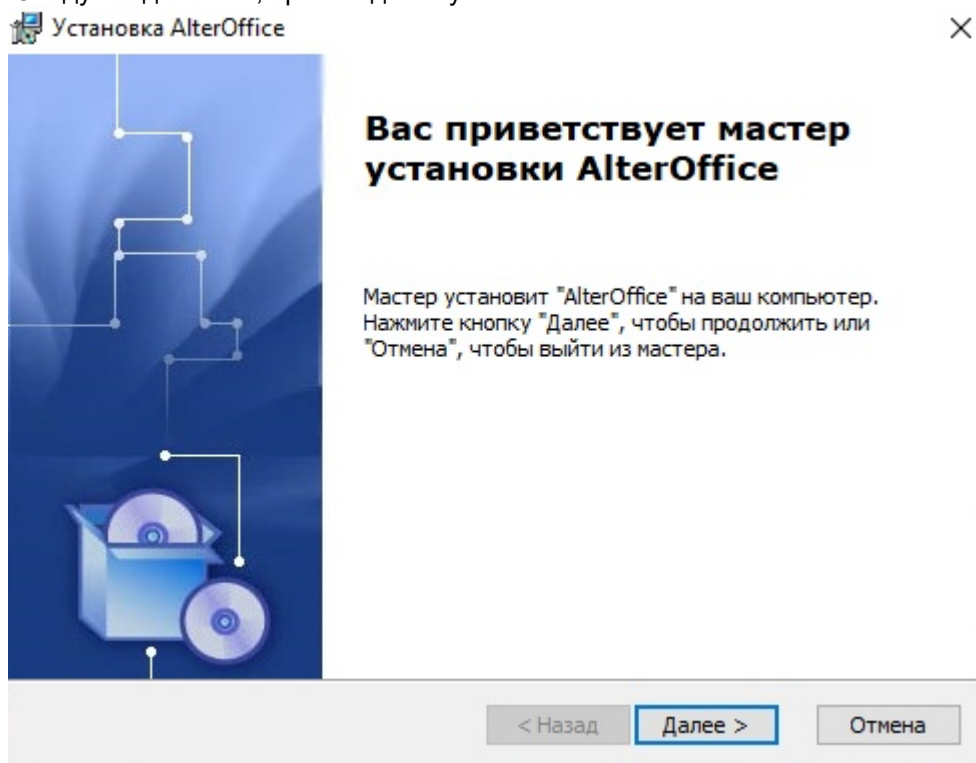 Установка AlterOffice
Вас приветствует мастер
установки AlterOffice
Мастер установит "AlterOffice" на ваш компьютер.
Нажмите кнопку "Далее", чтобы продолжить или
"Отмена", чтобы выйти из мастера.
< Назад Далее > Отмена